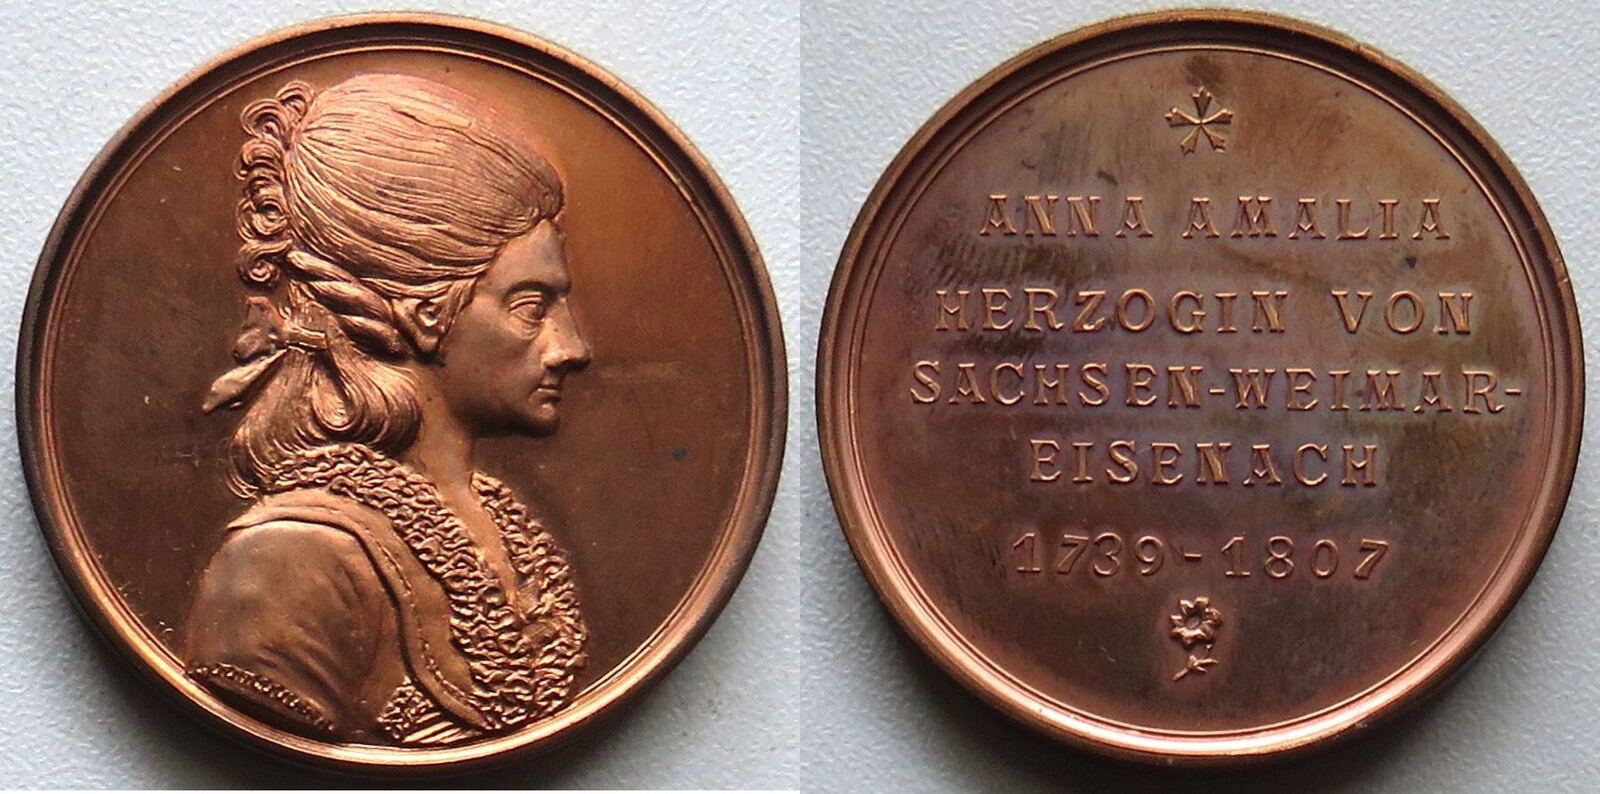 ANNA AMALIA
HERZOGIN VON
SACHSEN-WEIMAR-
EISENACH
1739-1807